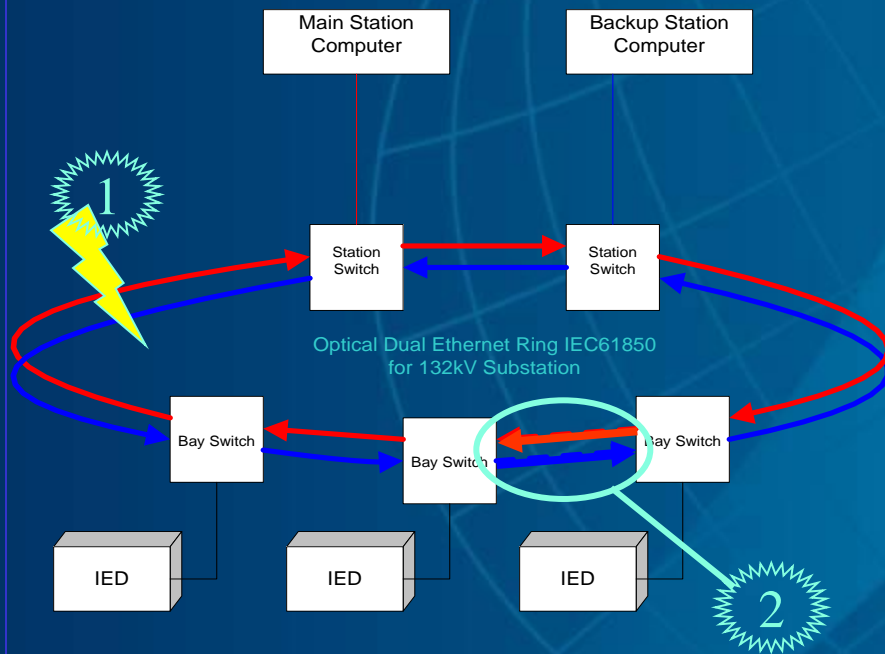 Main Station
Computer
Backup Station
Computer
1
Station
Switch
Station
Switch
Optical Dual Ethernet Ring IEC61850
for 132kV Substation
Bay Switch
Bay Switch
Bay Switch
IED
IED
IED
2